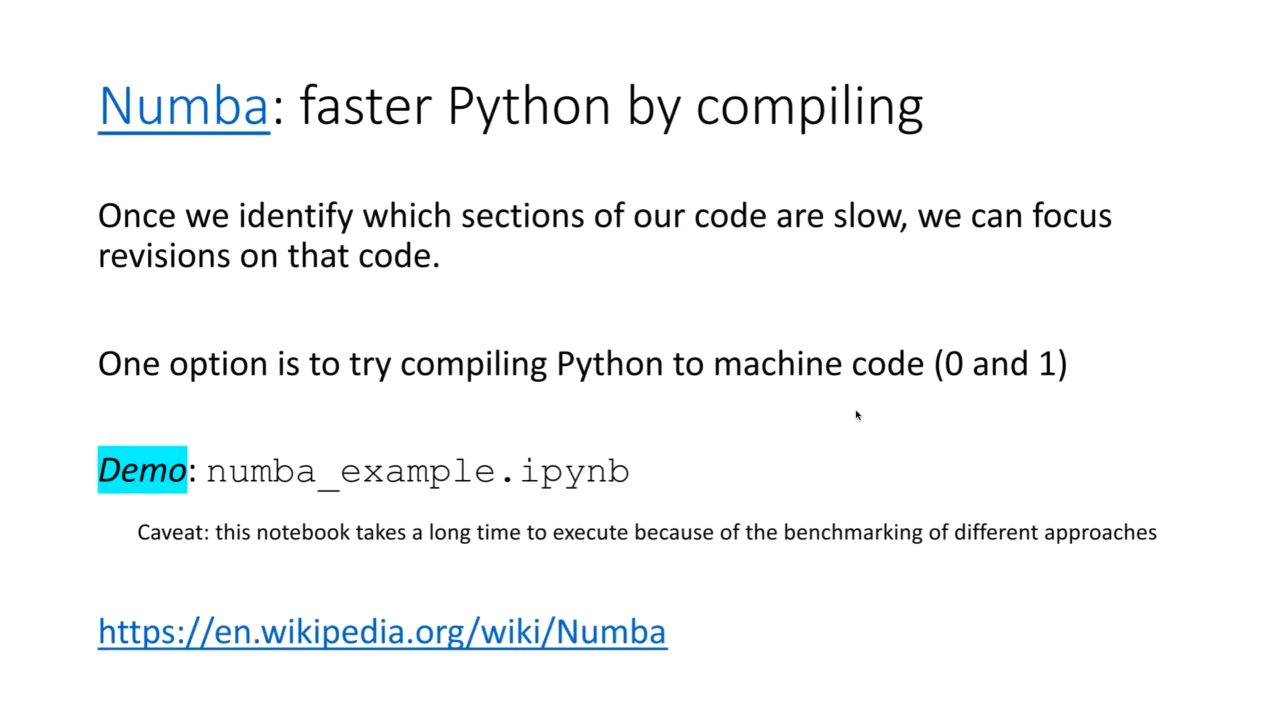 Numba: faster Python by compiling
Once we identify which sections of our code are slow, we can focus
revisions on that code.
One option is to try compiling Python to machine code (0 and 1)
Demo: numba_example.ipynb
Caveat: this notebook takes a long time to execute because of the benchmarking of different approaches
https://en.wikipedia.org/wiki/Numba